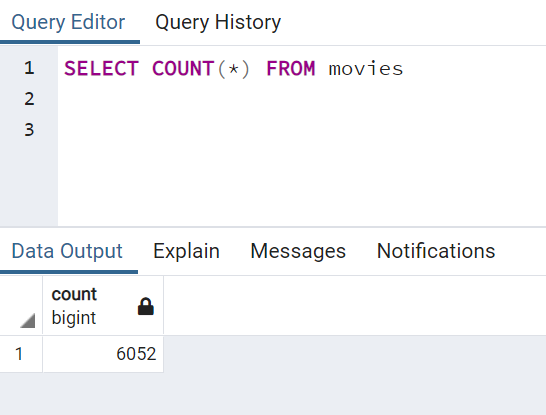 Query Editor Query History
1 SELECT COUNT(*) FROM movies
2
3
Data Output Explain Messages Notifications
count
bigint
1 6052